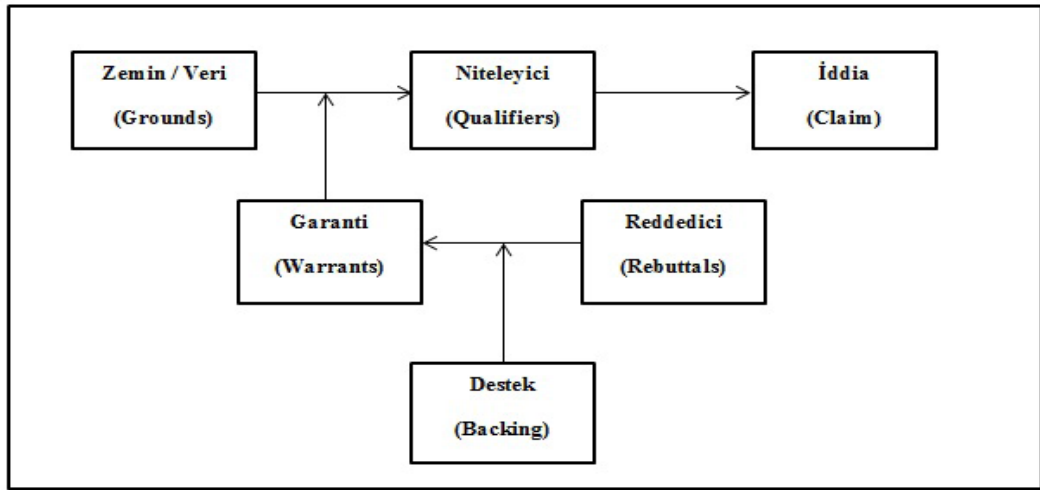 Zemin / Veri
(Grounds)
Niteleyici
(Qualifiers)
İddia
(Claim)
Garanti
(Warrants)
Reddedici
(Rebuttals)
Destek
(Backing)